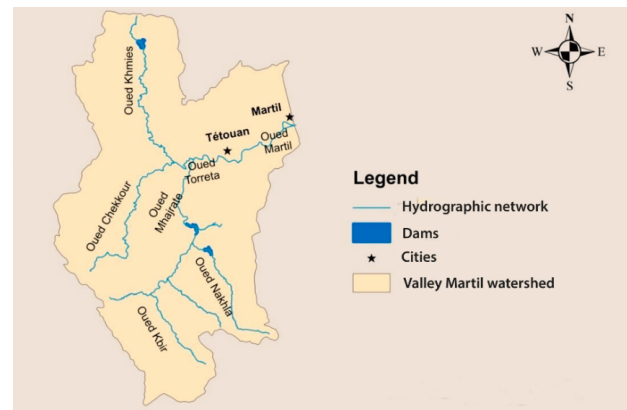 N
W
E
S
Oued Khmies
Martil
Tétouan
Oued
Martil
Oued
Torreta
Oued Chekkour
Oued
Mhajrate
Oued Nakhla
Oued Kbir
Legend
Hydrographic network
Dams
Cities
Valley Martil watershed